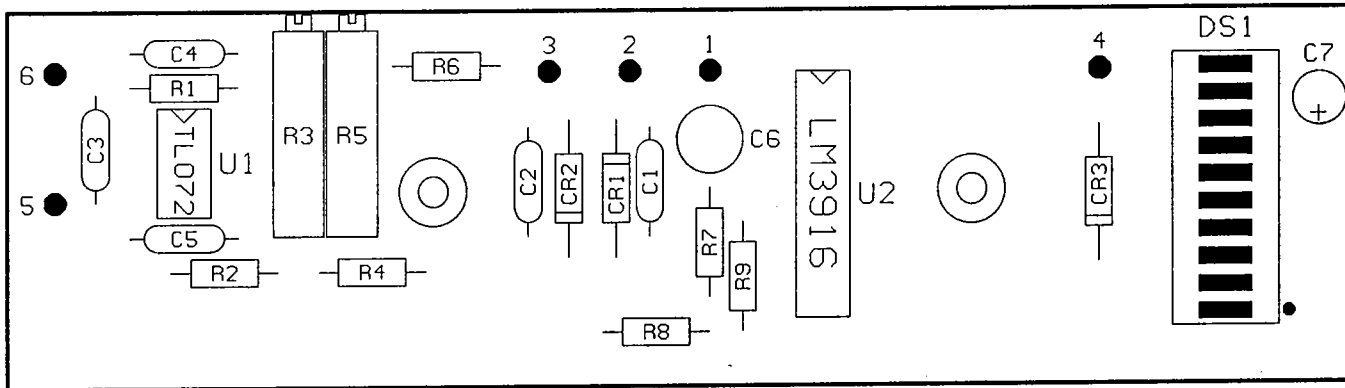 DS1
C4
3
2
1
4
C7
R6
6
R1
+
C3
TL072
U1
R3
R5
C6
LM3916
U2
C2
CR2
CR1
C1
CR3
5
C5
R7
R9
R2
R4
R8